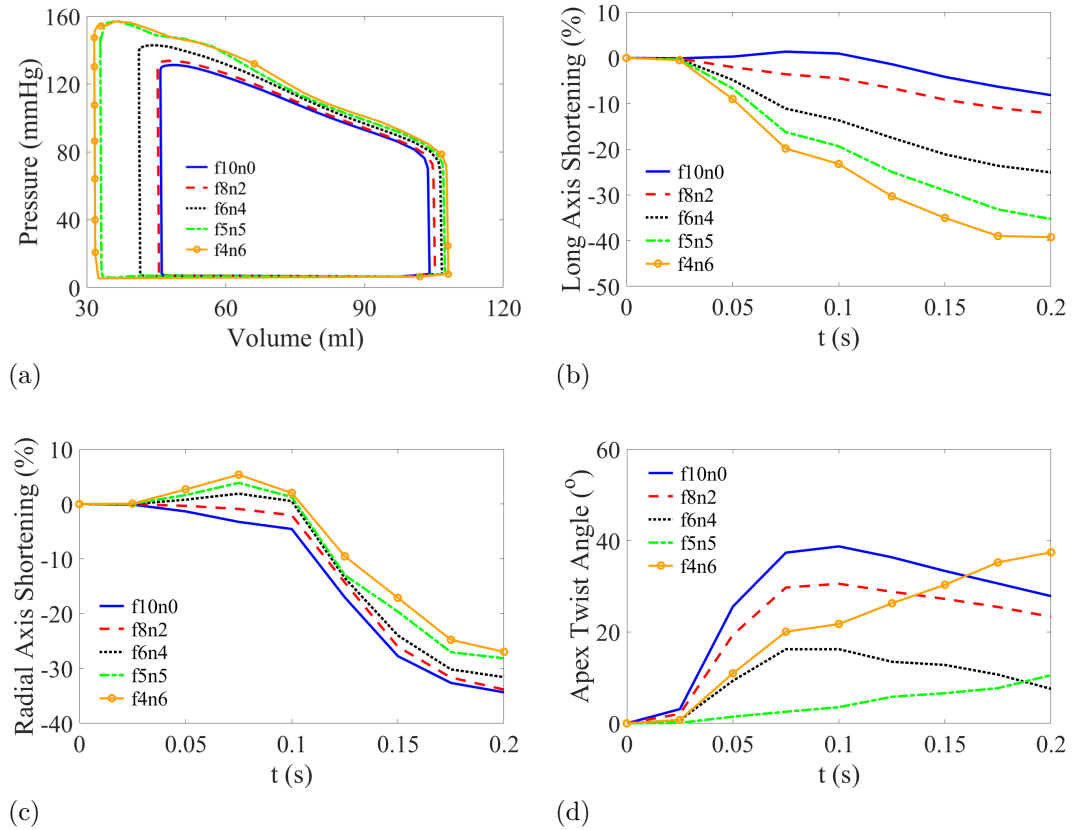 160
120
80
40
0
30
60
90
120
Pressure (mmHg)
Volume (ml)
f10n0
f8n2
f6n4
f5n5
f4n6
(a)
10
0
-10
-20
-30
-40
-50
0
0.05
0.1
0.15
0.2
Long Axis Shortening (%)
t (s)
f10n0
f8n2
f6n4
f5n5
f4n6
(b)
10
0
-10
-20
-30
-40
0
0.05
0.1
0.15
0.2
Radial Axis Shortening (%)
t (s)
f10n0
f8n2
f6n4
f5n5
f4n6
(c)
60
40
20
0
0
0.05
0.1
0.15
0.2
Apex Twist Angle (°)
t (s)
f10n0
f8n2
f6n4
f5n5
f4n6
(d)